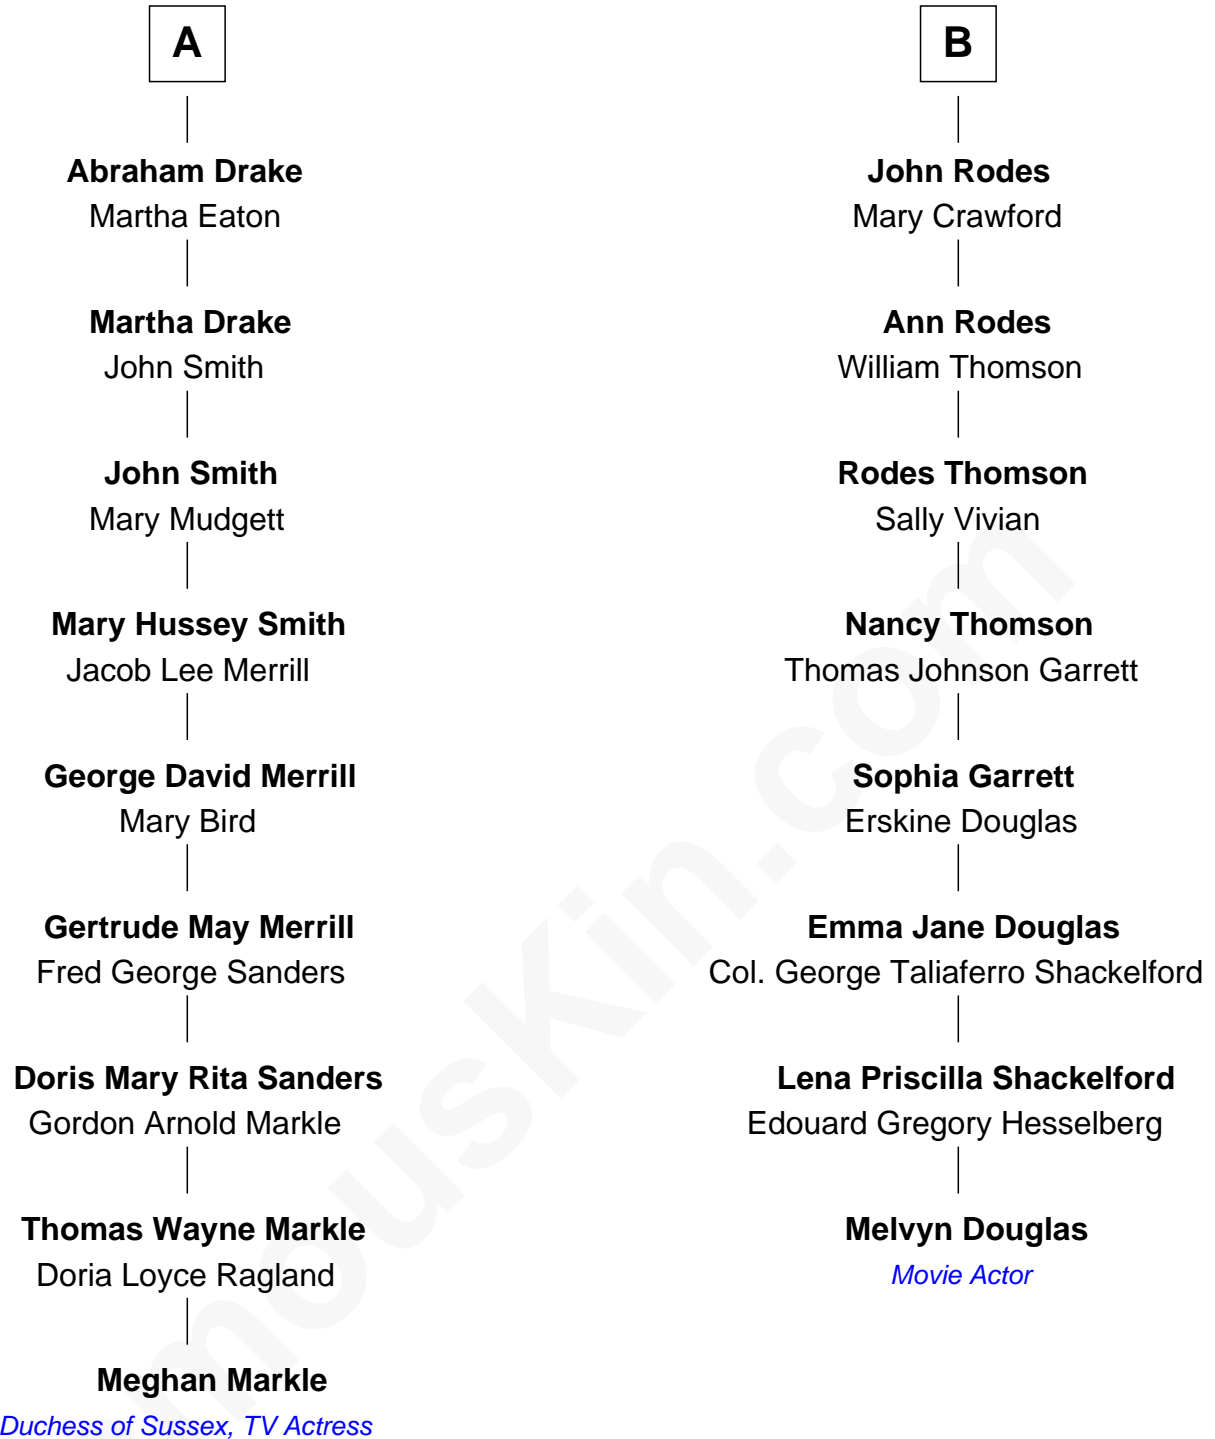 A
Abraham Drake
Martha Eaton
Martha Drake
John Smith
John Smith
Mary Mudgett
Mary Hussey Smith
Jacob Lee Merrill
George David Merrill
Mary Bird
Gertrude May Merrill
Fred George Sanders
Doris Mary Rita Sanders
Gordon Arnold Markle
Thomas Wayne Markle
Doria Loyce Ragland
Meghan Markle
Duchess of Sussex, TV Actress
B
John Rodes
Mary Crawford
Ann Rodes
William Thomson
Rodes Thomson
Sally Vivian
Nancy Thomson
Thomas Johnson Garrett
Sophia Garrett
Erskine Douglas
Emma Jane Douglas
Col. George Taliaferro Shackelford
Lena Priscilla Shackelford
Edouard Gregory Hesselberg
Melvyn Douglas
Movie Actor
mousKin.com